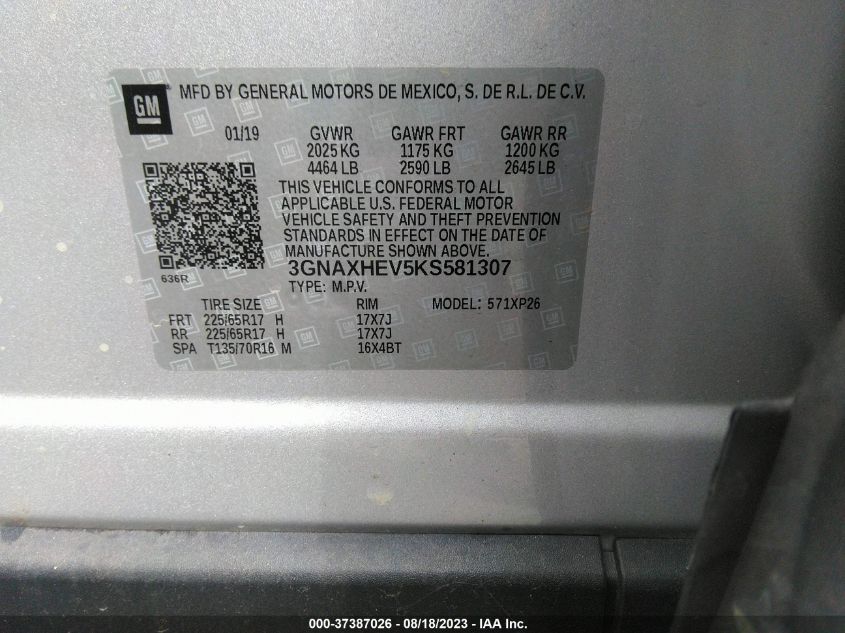 GM ® MFD BY GENERAL MOTORS DE MEXICO, S. DE R.L. DE C.V.
01/19 GVWR GAWR FRT GAWR RR
2025 KG 1175 KG 1200 KG
4464 LB 2590 LB 2645 LB
THIS VEHICLE CONFORMS TO ALL
APPLICABLE U.S. FEDERAL MOTOR
VEHICLE SAFETY AND THEFT PREVENTION
STANDARDS IN EFFECT ON THE DATE OF
MANUFACTURE SHOWN ABOVE.
636R 3GNAXHEV5KS581307
TYPE: M.P.V.
TIRE SIZE RIM MODEL: 571XP26
FRT 225/65R17 H 17X7J
RR 225/65R17 H 17X7J
SPA T135/70R16 M 16X4BT
000-37387026 - 08/18/2023 - IAA Inc.